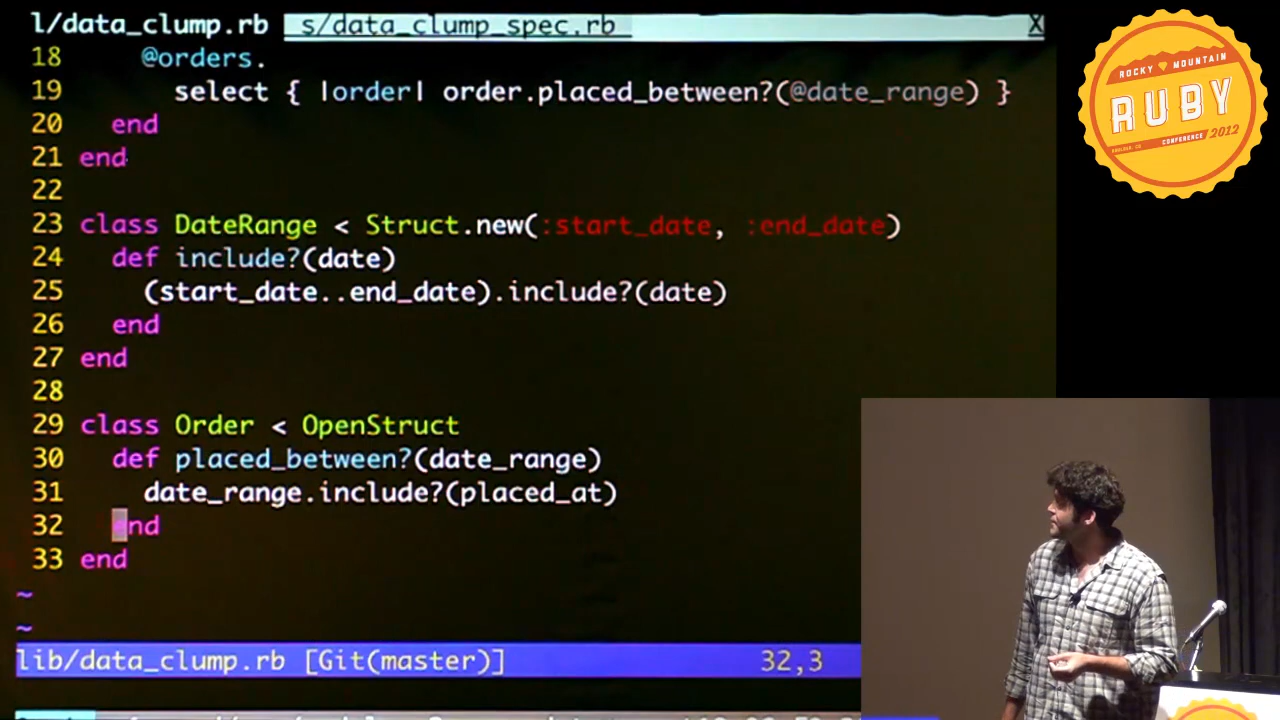 l/data_clump.rb s/data_clump_spec.rb X
18 @orders.
19 select { |order| order.placed_between?(@date_range) }
20 end
21 end
22
23 class DateRange < Struct.new(:start_date, :end_date)
24 def include?(date)
25 (start_date..end_date).include?(date)
26 end
27 end
28
29 class Order < OpenStruct
30 def placed_between?(date_range)
31 date_range.include?(placed_at)
32 end
33 end
~
~
lib/data_clump.rb [Git(master)] 32,3
ROCKY MOUNTAIN
RUBY
CONFERENCE 2012
BOULDER, CO